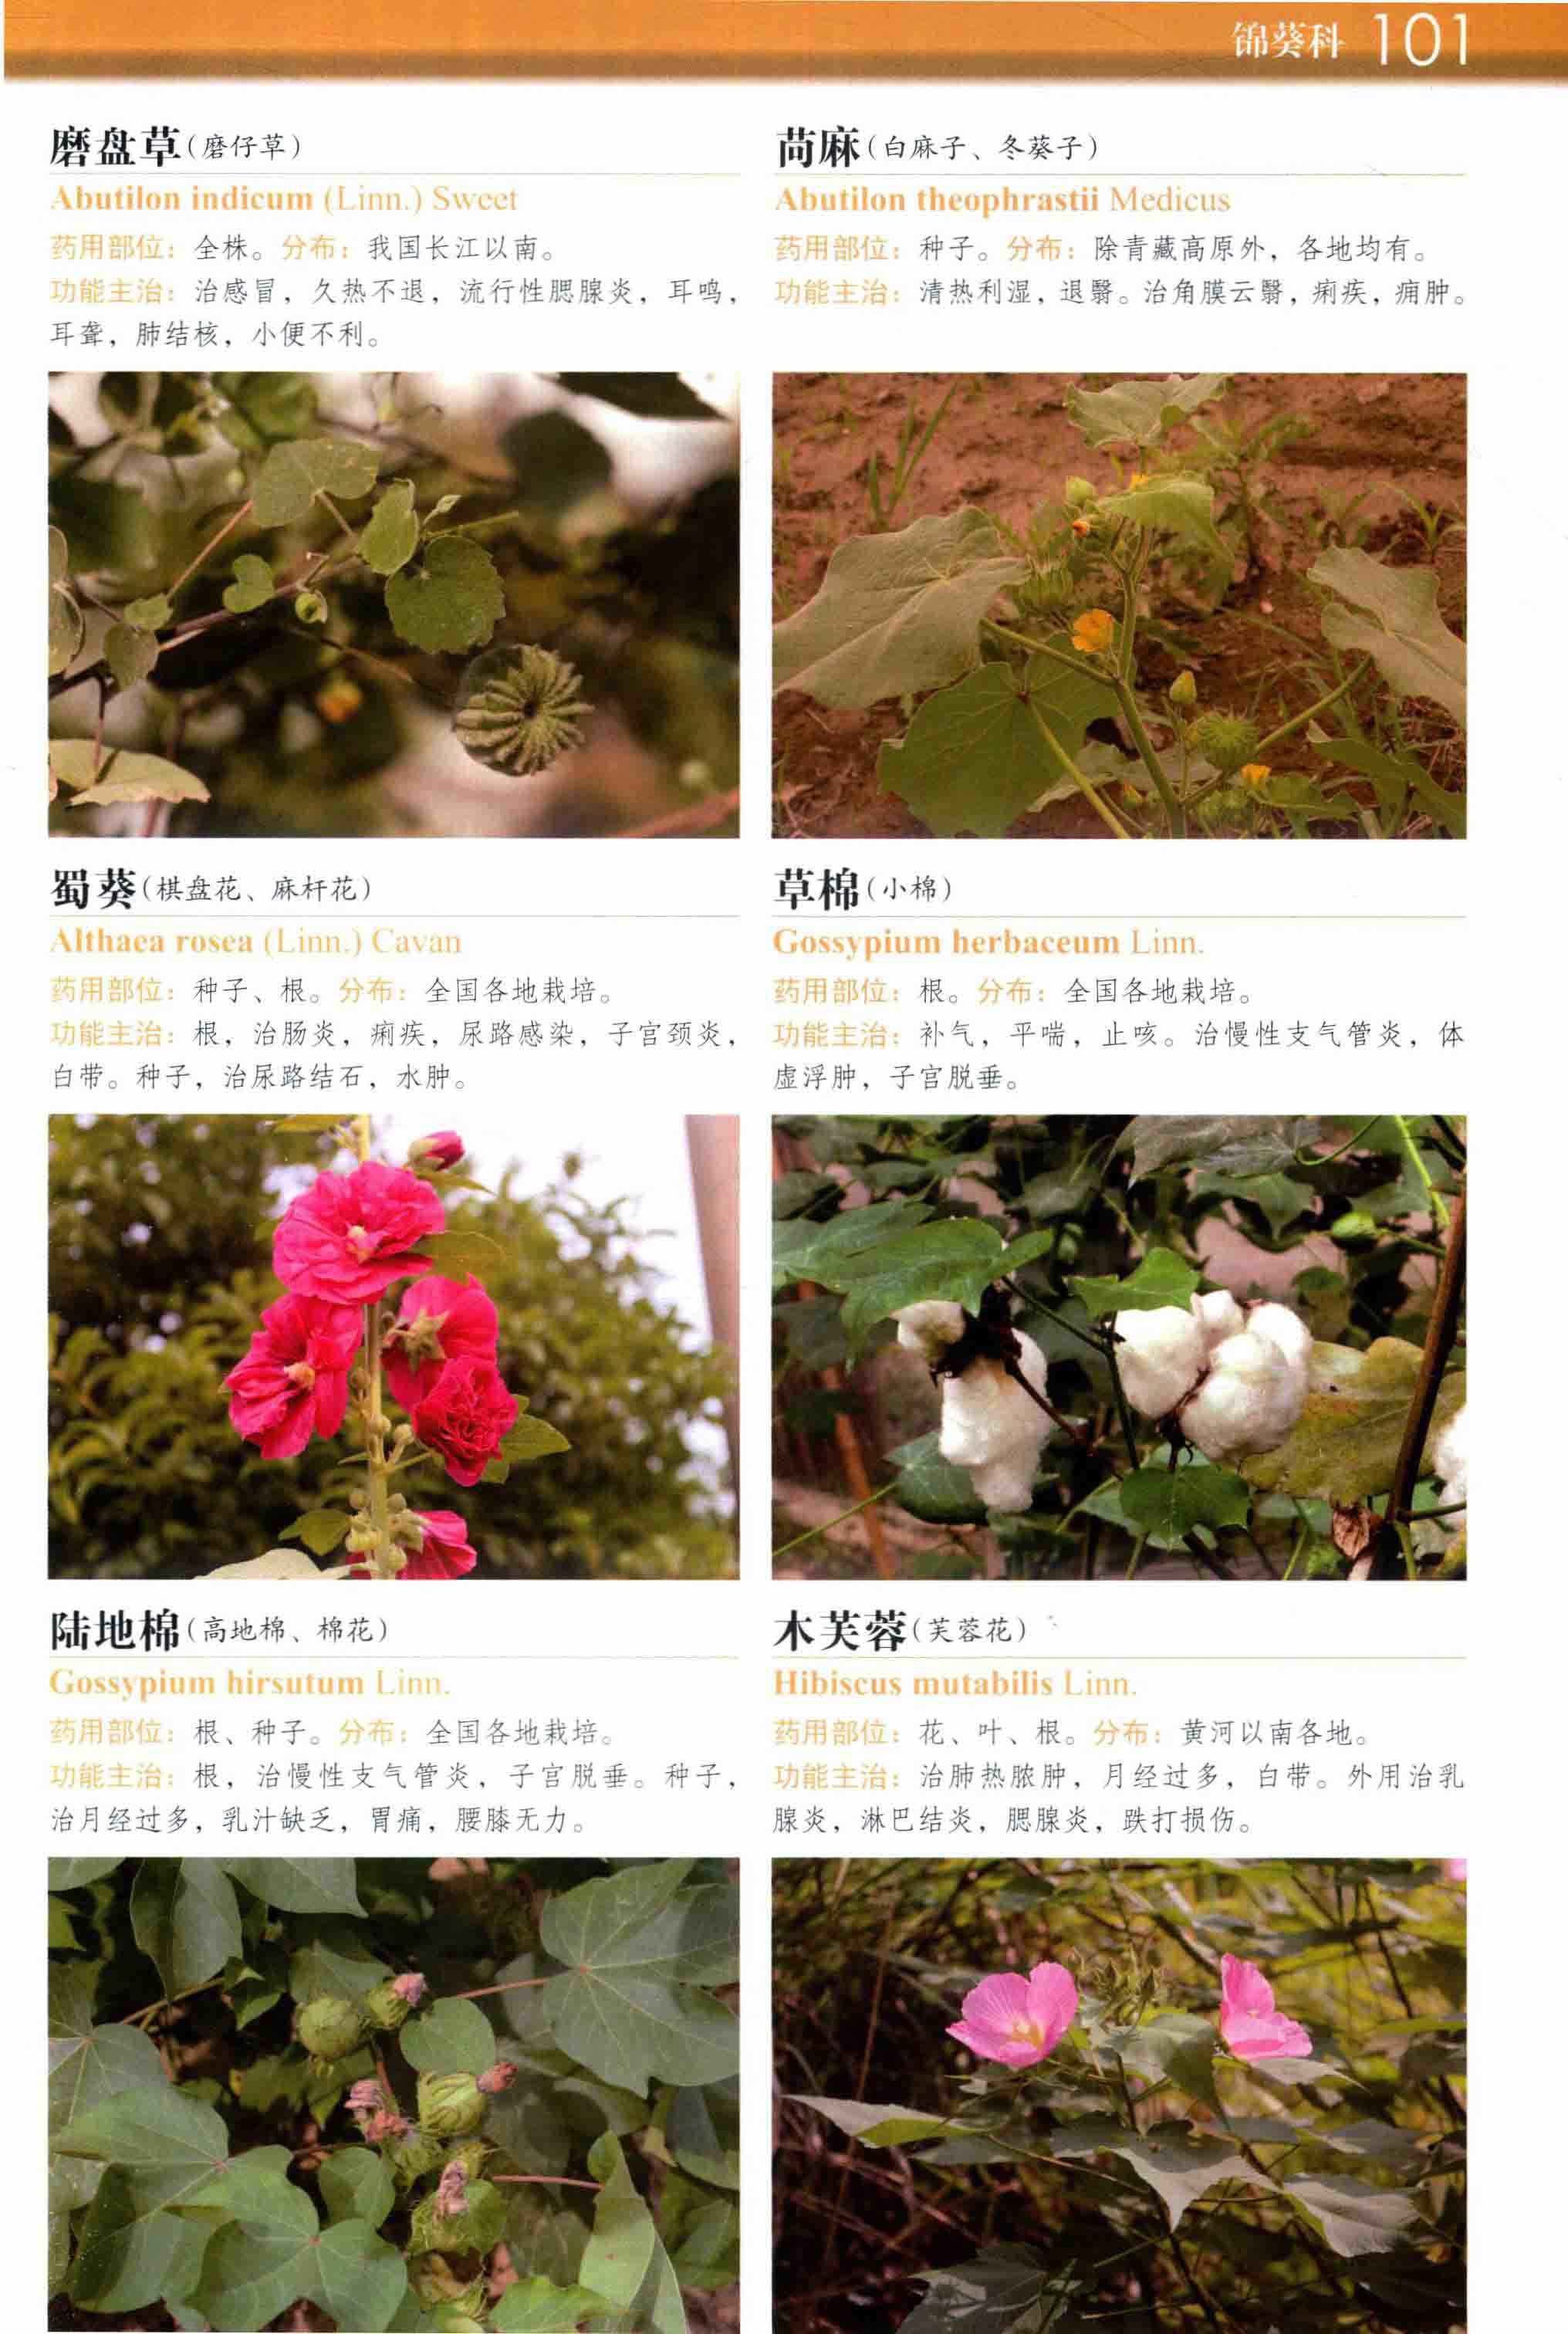 锦葵科 101
磨盘草(磨仔草)
Abutilon indicum (Linn.) Sweet
药用部位：全株。分布：我国长江以南。
功能主治：治感冒，久热不退，流行性腮腺炎，耳鸣，
耳聋，肺结核，小便不利。
苘麻(白麻子、冬葵子)
Abutilon theophrastii Medicus
药用部位：种子。分布：除青藏高原外，各地均有。
功能主治：清热利湿，退翳。治角膜云翳，痢疾，痈肿。
蜀葵(棋盘花、麻杆花)
Althaea rosea (Linn.) Cavan
药用部位：种子、根。分布：全国各地栽培。
功能主治：根，治肠炎，痢疾，尿路感染，子宫颈炎，
白带。种子，治尿路结石，水肿。
草棉(小棉)
Gossypium herbaceum Linn.
药用部位：根。分布：全国各地栽培。
功能主治：补气，平喘，止咳。治慢性支气管炎，体
虚浮肿，子宫脱垂。
陆地棉(高地棉、棉花)
Gossypium hirsutum Linn.
药用部位：根、种子。分布：全国各地栽培。
功能主治：根，治慢性支气管炎，子宫脱垂。种子，
治月经过多，乳汁缺乏，胃痛，腰膝无力。
木芙蓉(芙蓉花)
Hibiscus mutabilis Linn.
药用部位：花、叶、根。分布：黄河以南各地。
功能主治：治肺热脓肿，月经过多，白带。外用治乳
腺炎，淋巴结炎，腮腺炎，跌打损伤。